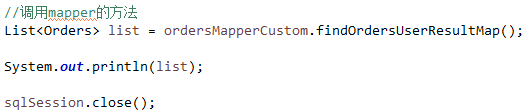 //调用mapper的方法
List<Orders> list = ordersMapperCustom.findOrdersUserResultMap();
System.out.println(list);
sqlSession.close();